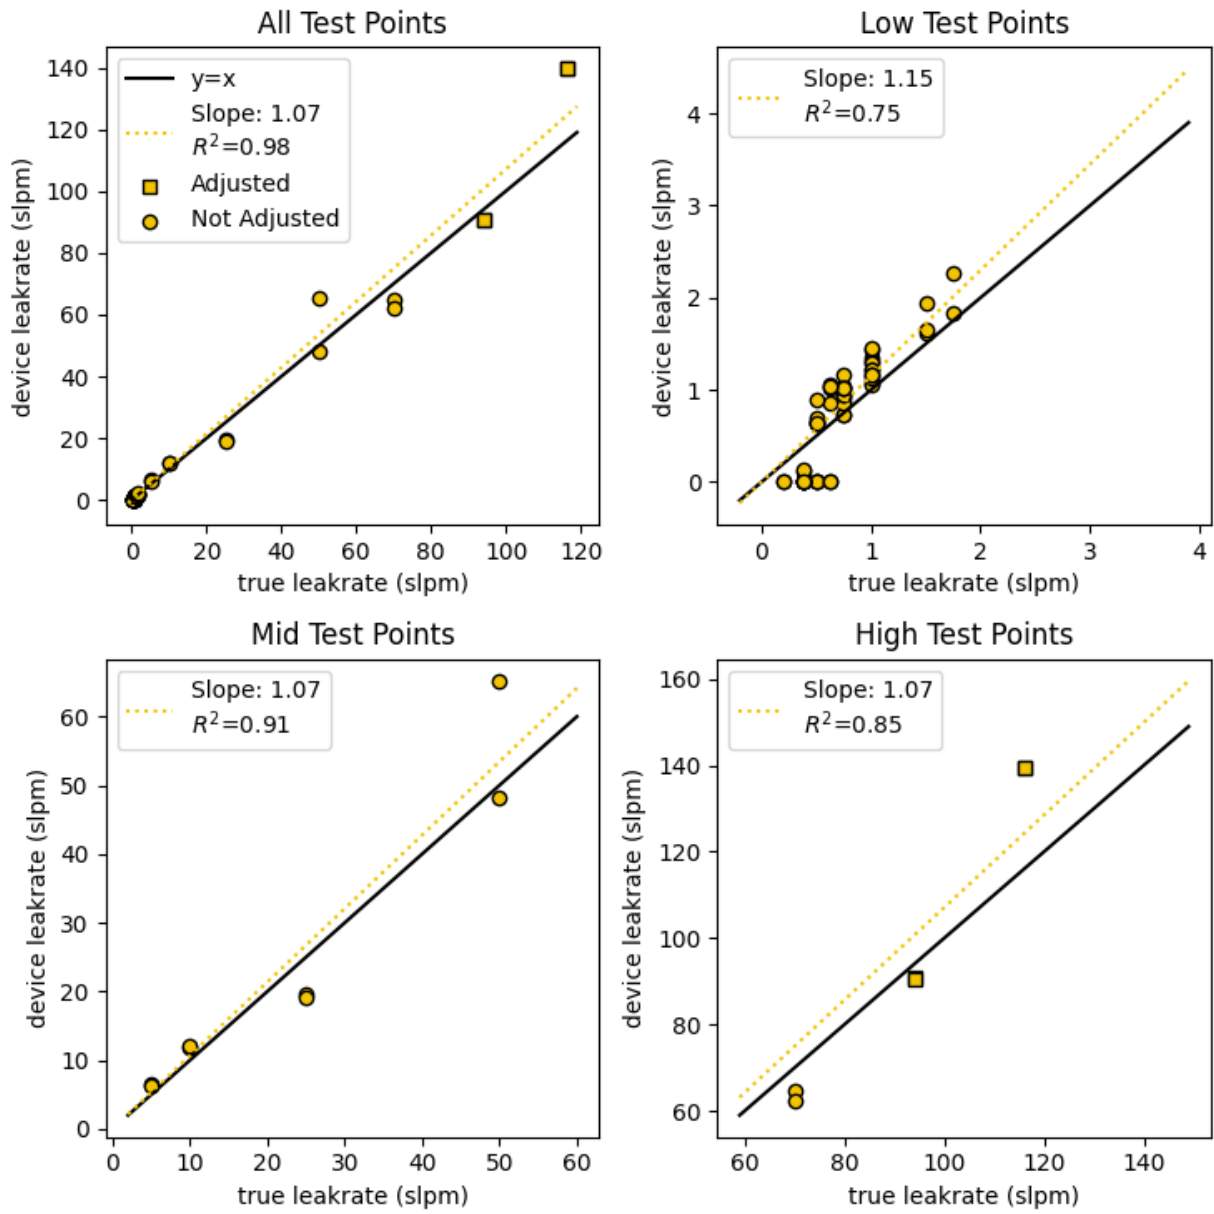 All Test Points
y=x
Slope: 1.07
R²=0.98
Adjusted
Not Adjusted
140
120
100
80
60
40
20
0
device leakrate (slpm)
0 20 40 60 80 100 120
true leakrate (slpm)
Low Test Points
Slope: 1.15
R²=0.75
4
3
2
1
0
device leakrate (slpm)
0 1 2 3 4
true leakrate (slpm)
Mid Test Points
Slope: 1.07
R²=0.91
60
50
40
30
20
10
0
device leakrate (slpm)
0 10 20 30 40 50 60
true leakrate (slpm)
High Test Points
Slope: 1.07
R²=0.85
160
140
120
100
80
60
device leakrate (slpm)
60 80 100 120 140
true leakrate (slpm)